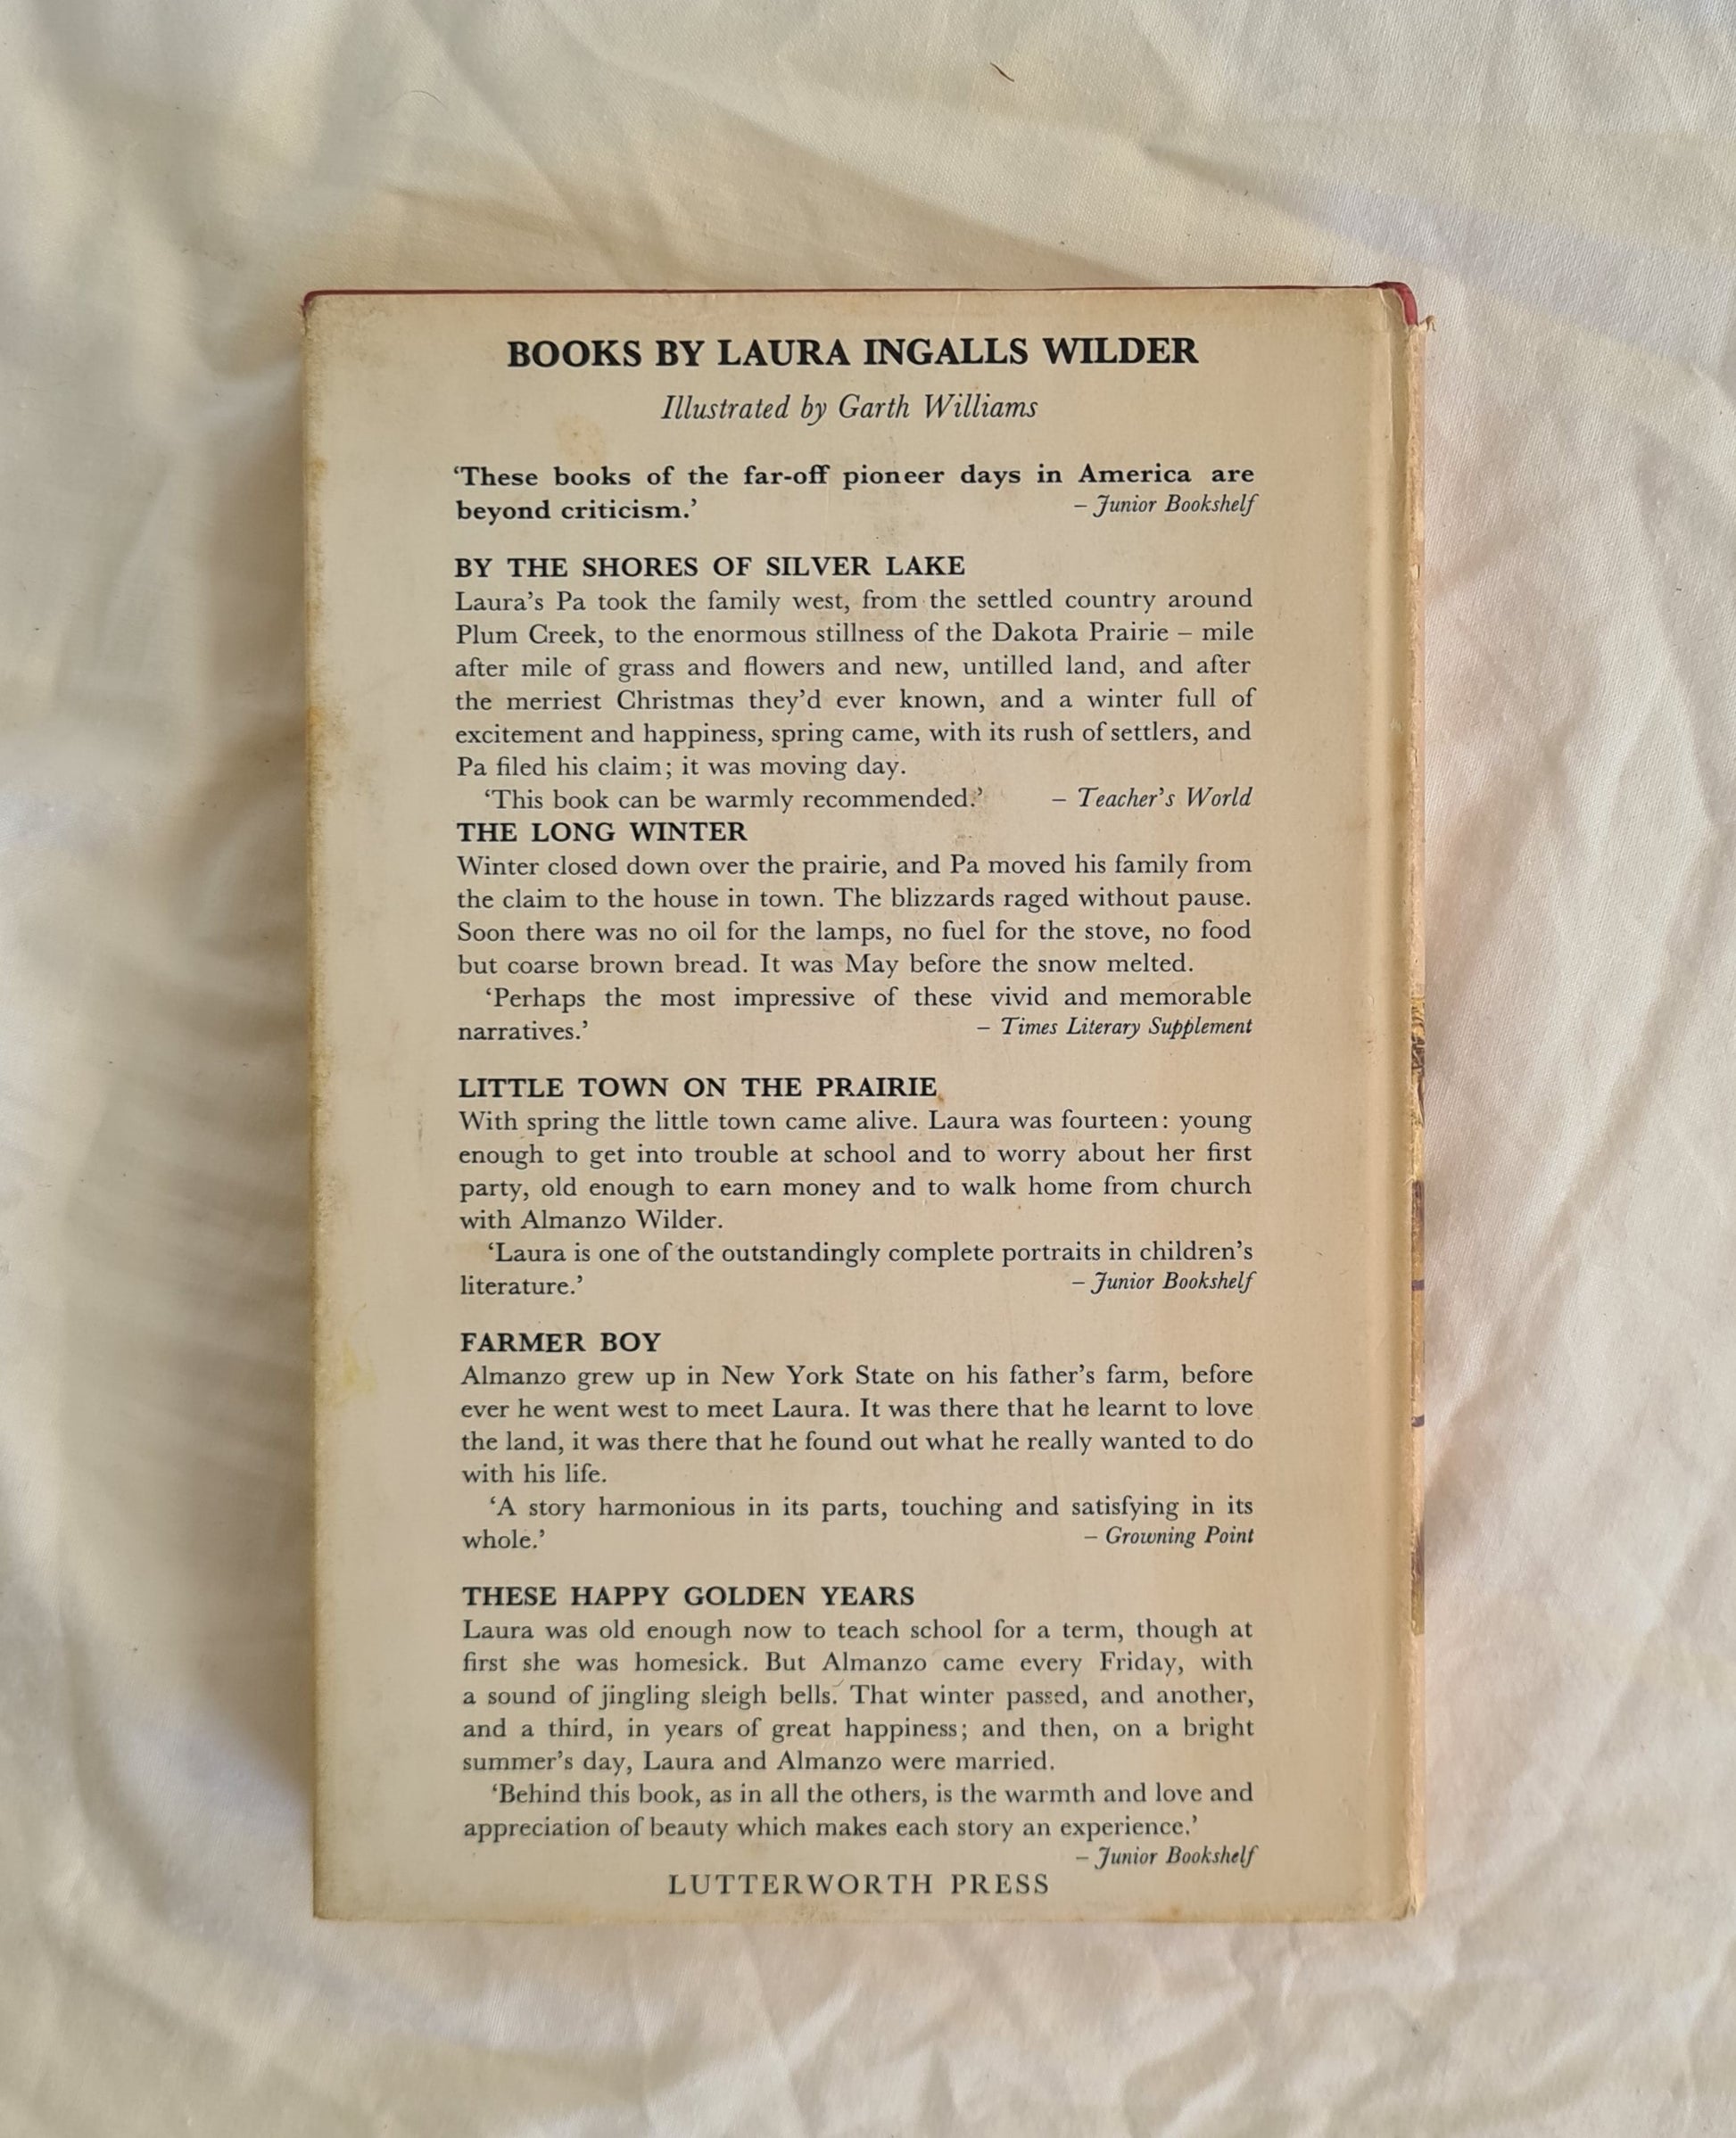 BOOKS BY LAURA INGALLS WILDER
Illustrated by Garth Williams
‘These books of the far-off pioneer days in America are
beyond criticism.’ – Junior Bookshelf
BY THE SHORES OF SILVER LAKE
Laura’s Pa took the family west, from the settled country around
Plum Creek, to the enormous stillness of the Dakota Prairie – mile
after mile of grass and flowers and new, untilled land, and after
the merriest Christmas they’d ever known, and a winter full of
excitement and happiness, spring came, with its rush of settlers, and
Pa filed his claim; it was moving day.
‘This book can be warmly recommended.’ – Teacher’s World
THE LONG WINTER
Winter closed down over the prairie, and Pa moved his family from
the claim to the house in town. The blizzards raged without pause.
Soon there was no oil for the lamps, no fuel for the stove, no food
but coarse brown bread. It was May before the snow melted.
‘Perhaps the most impressive of these vivid and memorable
narratives.’ – Times Literary Supplement
LITTLE TOWN ON THE PRAIRIE
With spring the little town came alive. Laura was fourteen: young
enough to get into trouble at school and to worry about her first
party, old enough to earn money and to walk home from church
with Almanzo Wilder.
‘Laura is one of the outstandingly complete portraits in children’s
literature.’ – Junior Bookshelf
FARMER BOY
Almanzo grew up in New York State on his father’s farm, before
ever he went west to meet Laura. It was there that he learnt to love
the land, it was there that he found out what he really wanted to do
with his life.
‘A story harmonious in its parts, touching and satisfying in its
whole.’ – Growning Point
THESE HAPPY GOLDEN YEARS
Laura was old enough now to teach school for a term, though at
first she was homesick. But Almanzo came every Friday, with
a sound of jingling sleigh bells. That winter passed, and another,
and a third, in years of great happiness; and then, on a bright
summer’s day, Laura and Almanzo were married.
‘Behind this book, as in all the others, is the warmth and love and
appreciation of beauty which makes each story an experience.’
– Junior Bookshelf
LUTTERWORTH PRESS